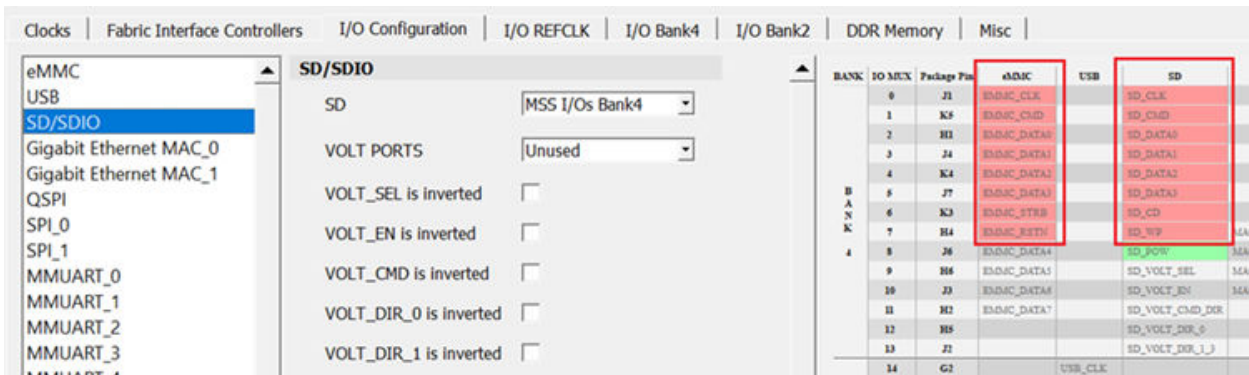 Clocks Fabric Interface Controllers I/O Configuration I/O REFCLK I/O Bank4 I/O Bank2 DDR Memory Misc
eMMC
USB
SD/SDIO
Gigabit Ethernet MAC_0
Gigabit Ethernet MAC_1
QSPI
SPI_0
SPI_1
MMUART_0
MMUART_1
MMUART_2
MMUART_3
SD/SDIO
SD MSS I/Os Bank4
VOLT PORTS Unused
VOLT_SEL is inverted
VOLT_EN is inverted
VOLT_CMD is inverted
VOLT_DIR_0 is inverted
VOLT_DIR_1 is inverted
BANK IO MUX Package Pin eMMC USB SD
BANK 4
0 J1 EMMC_CLK SD_CLK
1 K5 EMMC_CMD SD_CMD
2 H1 EMMC_DATA0 SD_DATA0
3 J4 EMMC_DATA1 SD_DATA1
4 K4 EMMC_DATA2 SD_DATA2
5 J7 EMMC_DATA3 SD_DATA3
6 K3 EMMC_STRB SD_CD
7 H4 EMMC_RSTN SD_WP MA
8 J6 EMMC_DATA4 SD_POW MA
9 H6 EMMC_DATA5 SD_VOLT_SEL MA
10 J3 EMMC_DATA6 SD_VOLT_EN MA
11 H2 EMMC_DATA7 SD_VOLT_CMD_DIR
12 H5 SD_VOLT_DIR_0
13 J2 SD_VOLT_DIR_1_3
14 G2 USB_CLK